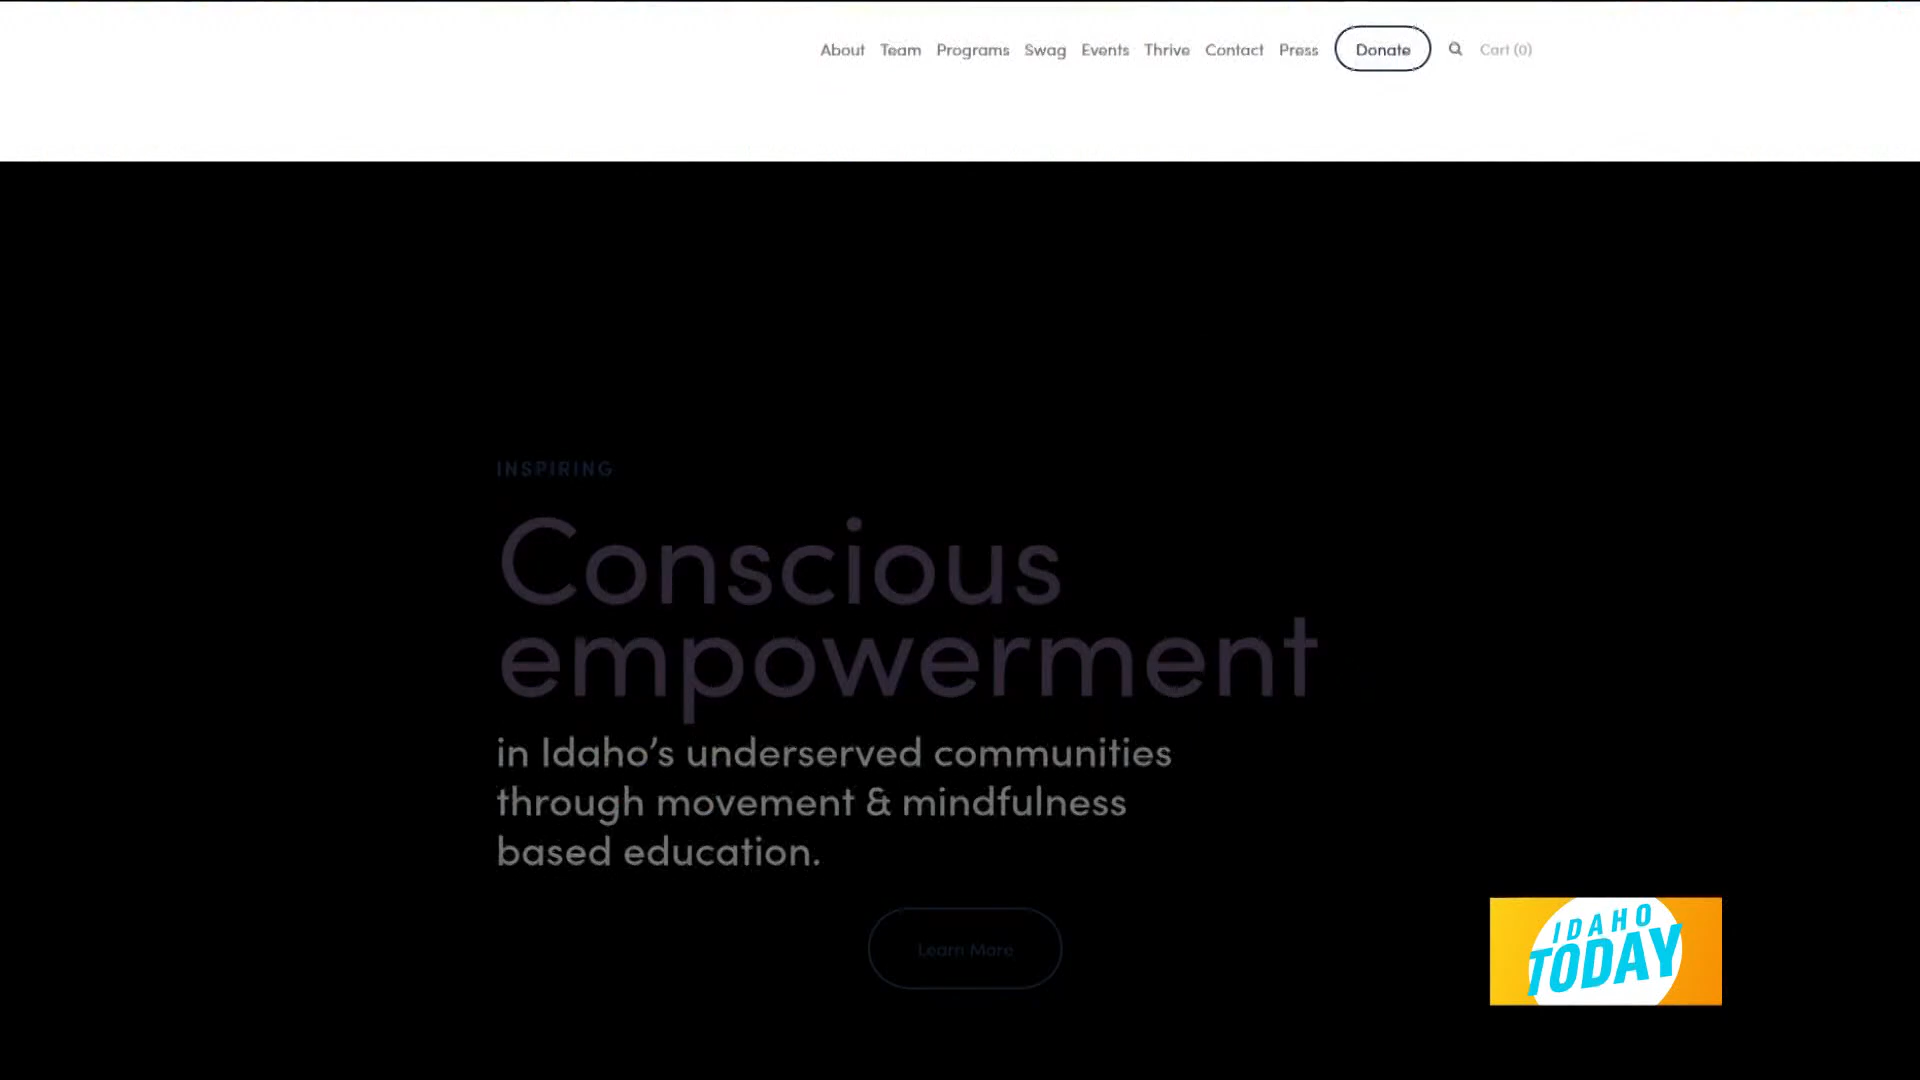 About Team Programs Swag Events Thrive Contact Press Donate Cart (0)
INSPIRING
Conscious
empowerment
in Idaho’s underserved communities
through movement & mindfulness
based education.
Learn More
IDAHO
TODAY